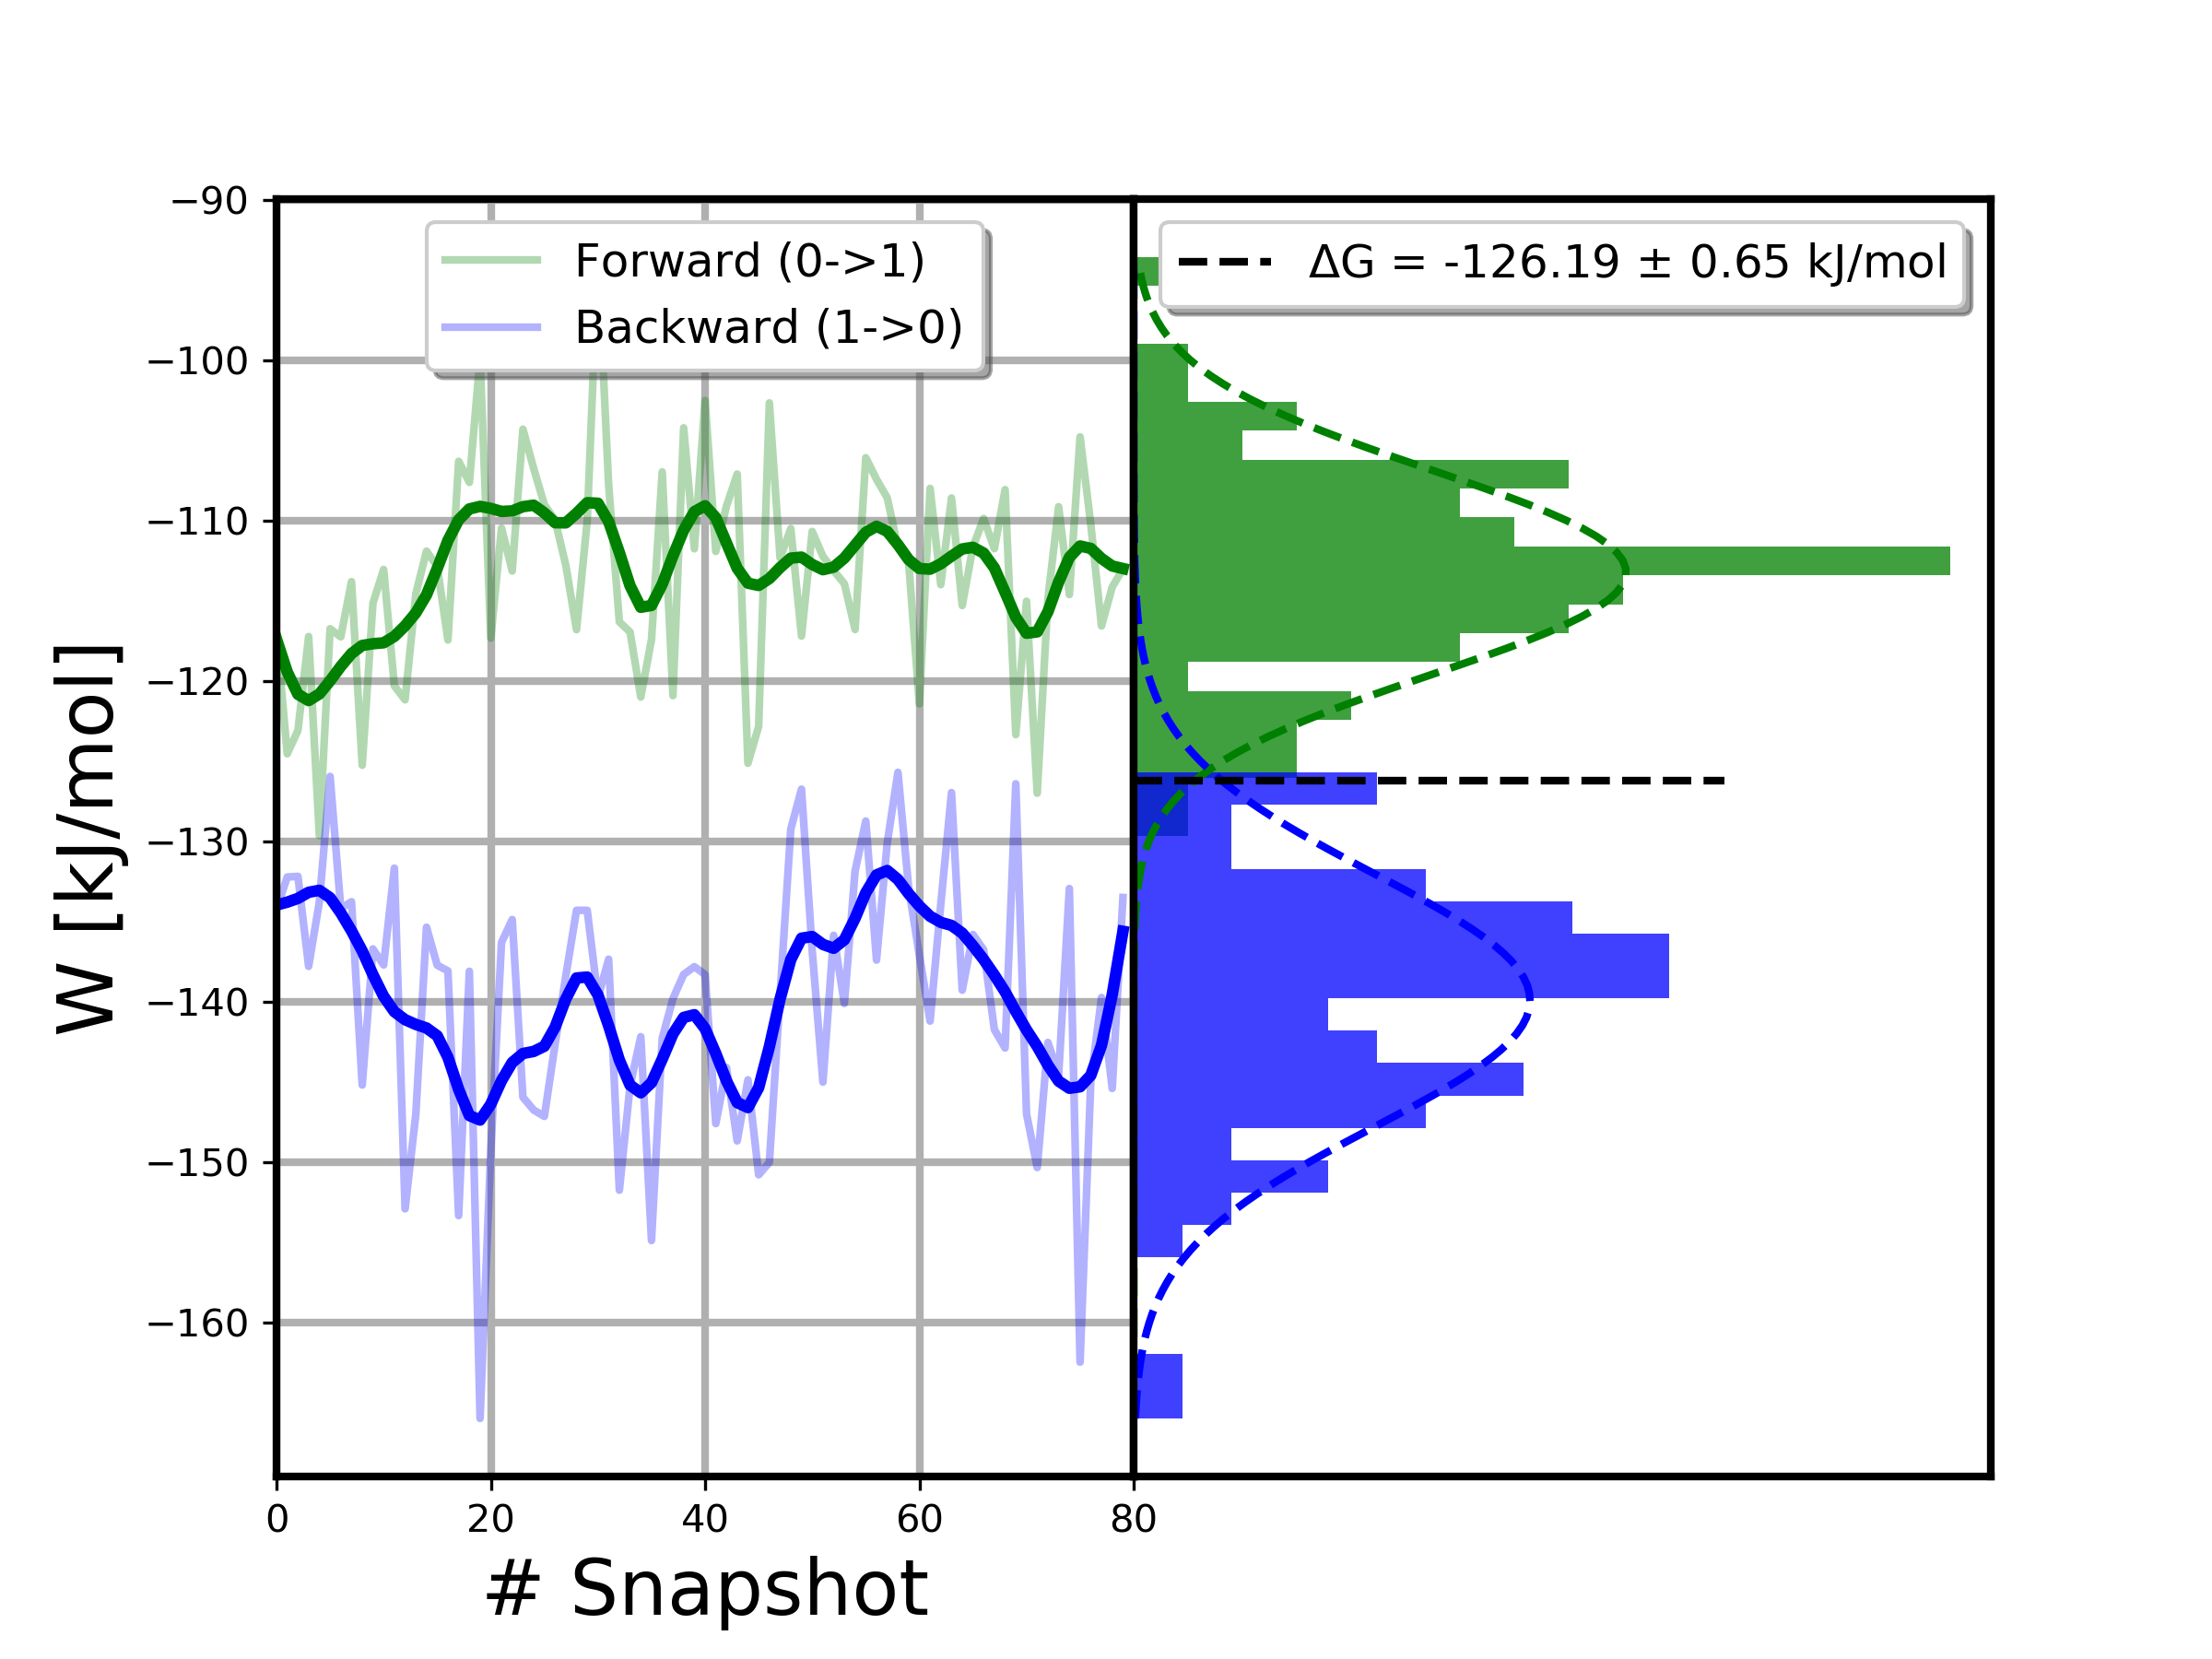 −90
−100
−110
−120
−130
−140
−150
−160
W [kJ/mol]
Forward (0->1)
Backward (1->0)
ΔG = -126.19 ± 0.65 kJ/mol
0 20 40 60 80
# Snapshot